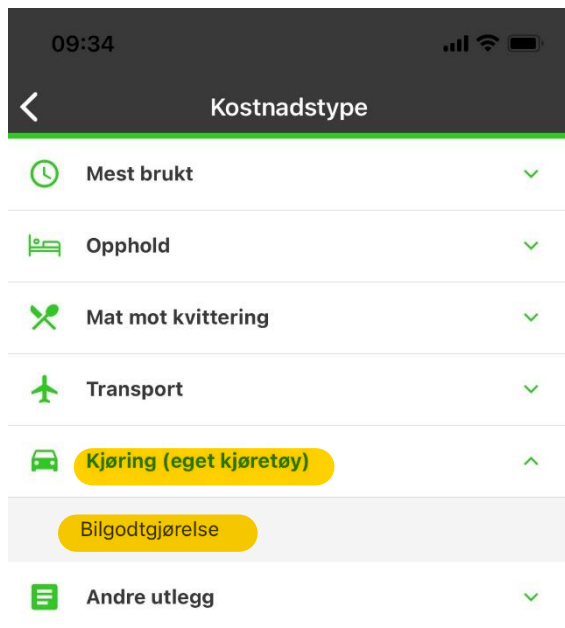 09:34
Kostnadstype
Mest brukt
Opphold
Mat mot kvittering
Transport
Kjøring (eget kjøretøy)
Bilgodtgjørelse
Andre utlegg